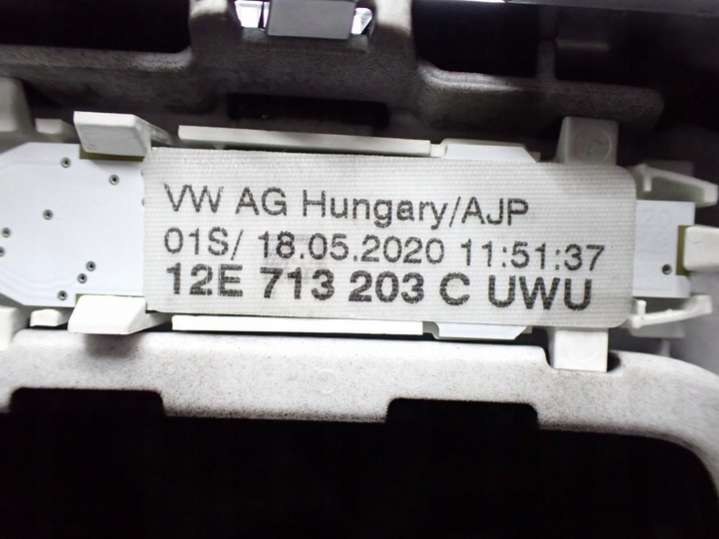 VW AG Hungary/AJP
01S/ 18.05.2020 11:51:37
12E 713 203 C UWU